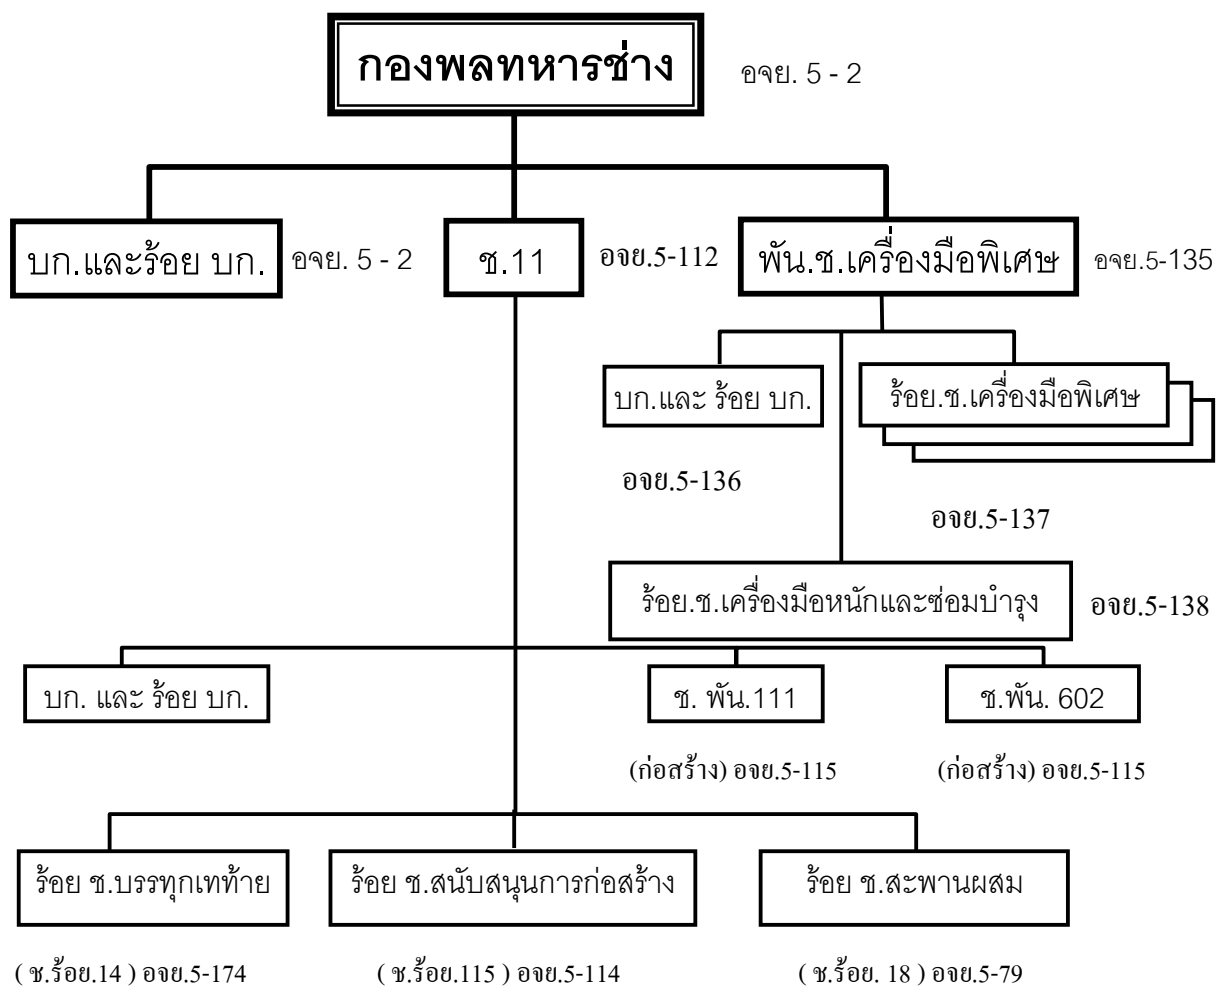 กองพลทหารช่าง
อจย. 5 - 2
บก.และร้อย บก.
อจย. 5 - 2
ช.11
อจย.5-112
พัน.ช.เครื่องมือพิเศษ
อจย.5-135
บก.และ ร้อย บก.
ร้อย.ช.เครื่องมือพิเศษ
อจย.5-136
อจย.5-137
ร้อย.ช.เครื่องมือหนักและซ่อมบำรุง
อจย.5-138
บก. และ ร้อย บก.
ช. พัน.111
ช.พัน. 602
(ก่อสร้าง) อจย.5-115
(ก่อสร้าง) อจย.5-115
ร้อย ช.บรรทุกเทท้าย
ร้อย ช.สนับสนุนการก่อสร้าง
ร้อย ช.สะพานผสม
( ช.ร้อย.14 ) อจย.5-174
( ช.ร้อย.115 ) อจย.5-114
( ช.ร้อย. 18 ) อจย.5-79